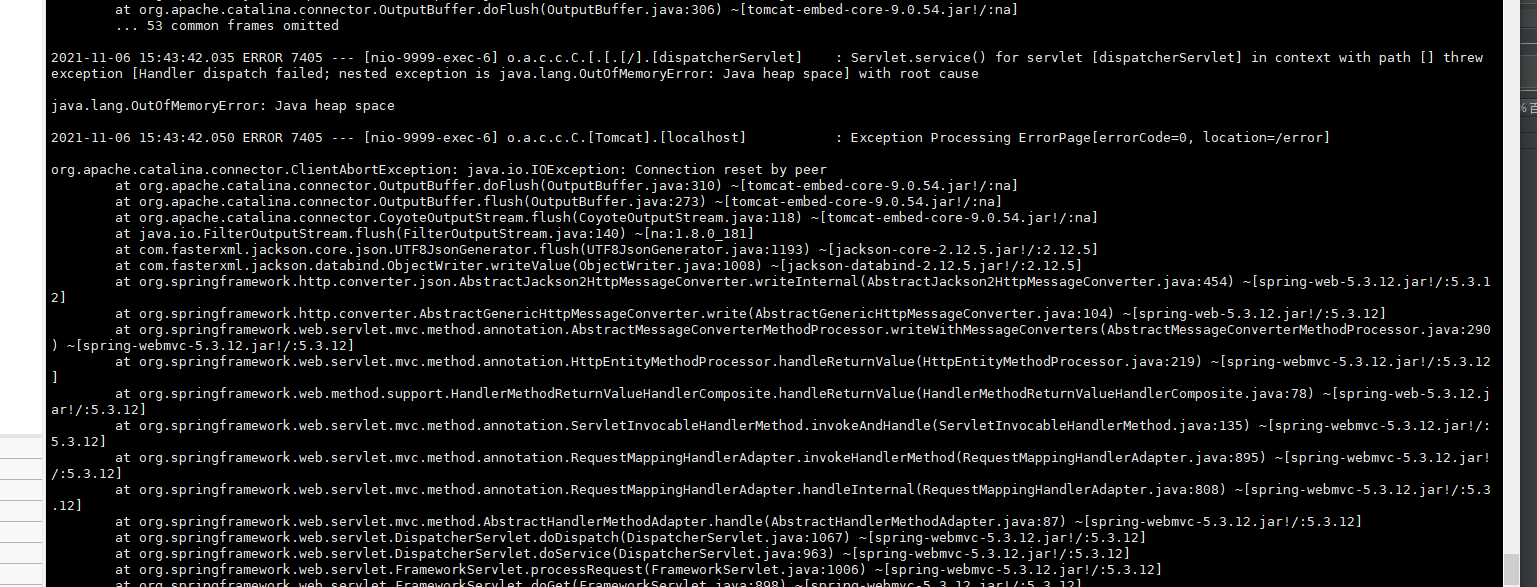 at org.apache.catalina.connector.OutputBuffer.doFlush(OutputBuffer.java:306) ~[tomcat-embed-core-9.0.54.jar!/:na]
... 53 common frames omitted
2021-11-06 15:43:42.035 ERROR 7405 --- [nio-9999-exec-6] o.a.c.c.C.[.[.[/].[dispatcherServlet]    : Servlet.service() for servlet [dispatcherServlet] in context with path [] threw
exception [Handler dispatch failed; nested exception is java.lang.OutOfMemoryError: Java heap space] with root cause
java.lang.OutOfMemoryError: Java heap space
2021-11-06 15:43:42.050 ERROR 7405 --- [nio-9999-exec-6] o.a.c.c.C.[Tomcat].[localhost]           : Exception Processing ErrorPage[errorCode=0, location=/error]
org.apache.catalina.connector.ClientAbortException: java.io.IOException: Connection reset by peer
at org.apache.catalina.connector.OutputBuffer.doFlush(OutputBuffer.java:310) ~[tomcat-embed-core-9.0.54.jar!/:na]
at org.apache.catalina.connector.OutputBuffer.flush(OutputBuffer.java:273) ~[tomcat-embed-core-9.0.54.jar!/:na]
at org.apache.catalina.connector.CoyoteOutputStream.flush(CoyoteOutputStream.java:118) ~[tomcat-embed-core-9.0.54.jar!/:na]
at java.io.FilterOutputStream.flush(FilterOutputStream.java:140) ~[na:1.8.0_181]
at com.fasterxml.jackson.core.json.UTF8JsonGenerator.flush(UTF8JsonGenerator.java:1193) ~[jackson-core-2.12.5.jar!/:2.12.5]
at com.fasterxml.jackson.databind.ObjectWriter.writeValue(ObjectWriter.java:1008) ~[jackson-databind-2.12.5.jar!/:2.12.5]
at org.springframework.http.converter.json.AbstractJackson2HttpMessageConverter.writeInternal(AbstractJackson2HttpMessageConverter.java:454) ~[spring-web-5.3.12.jar!/:5.3.1
2]
at org.springframework.http.converter.AbstractGenericHttpMessageConverter.write(AbstractGenericHttpMessageConverter.java:104) ~[spring-web-5.3.12.jar!/:5.3.12]
at org.springframework.web.servlet.mvc.method.annotation.AbstractMessageConverterMethodProcessor.writeWithMessageConverters(AbstractMessageConverterMethodProcessor.java:290
) ~[spring-webmvc-5.3.12.jar!/:5.3.12]
at org.springframework.web.servlet.mvc.method.annotation.HttpEntityMethodProcessor.handleReturnValue(HttpEntityMethodProcessor.java:219) ~[spring-webmvc-5.3.12.jar!/:5.3.12
]
at org.springframework.web.method.support.HandlerMethodReturnValueHandlerComposite.handleReturnValue(HandlerMethodReturnValueHandlerComposite.java:78) ~[spring-web-5.3.12.j
ar!/:5.3.12]
at org.springframework.web.servlet.mvc.method.annotation.ServletInvocableHandlerMethod.invokeAndHandle(ServletInvocableHandlerMethod.java:135) ~[spring-webmvc-5.3.12.jar!/:
5.3.12]
at org.springframework.web.servlet.mvc.method.annotation.RequestMappingHandlerAdapter.invokeHandlerMethod(RequestMappingHandlerAdapter.java:895) ~[spring-webmvc-5.3.12.jar!
/:5.3.12]
at org.springframework.web.servlet.mvc.method.annotation.RequestMappingHandlerAdapter.handleInternal(RequestMappingHandlerAdapter.java:808) ~[spring-webmvc-5.3.12.jar!/:5.3
.12]
at org.springframework.web.servlet.mvc.method.AbstractHandlerMethodAdapter.handle(AbstractHandlerMethodAdapter.java:87) ~[spring-webmvc-5.3.12.jar!/:5.3.12]
at org.springframework.web.servlet.DispatcherServlet.doDispatch(DispatcherServlet.java:1067) ~[spring-webmvc-5.3.12.jar!/:5.3.12]
at org.springframework.web.servlet.DispatcherServlet.doService(DispatcherServlet.java:963) ~[spring-webmvc-5.3.12.jar!/:5.3.12]
at org.springframework.web.servlet.FrameworkServlet.processRequest(FrameworkServlet.java:1006) ~[spring-webmvc-5.3.12.jar!/:5.3.12]
at org.springframework.web.servlet.FrameworkServlet.doGet(FrameworkServlet.java:898) ~[spring-webmvc-5.3.12.jar!/:5.3.12]
% 百